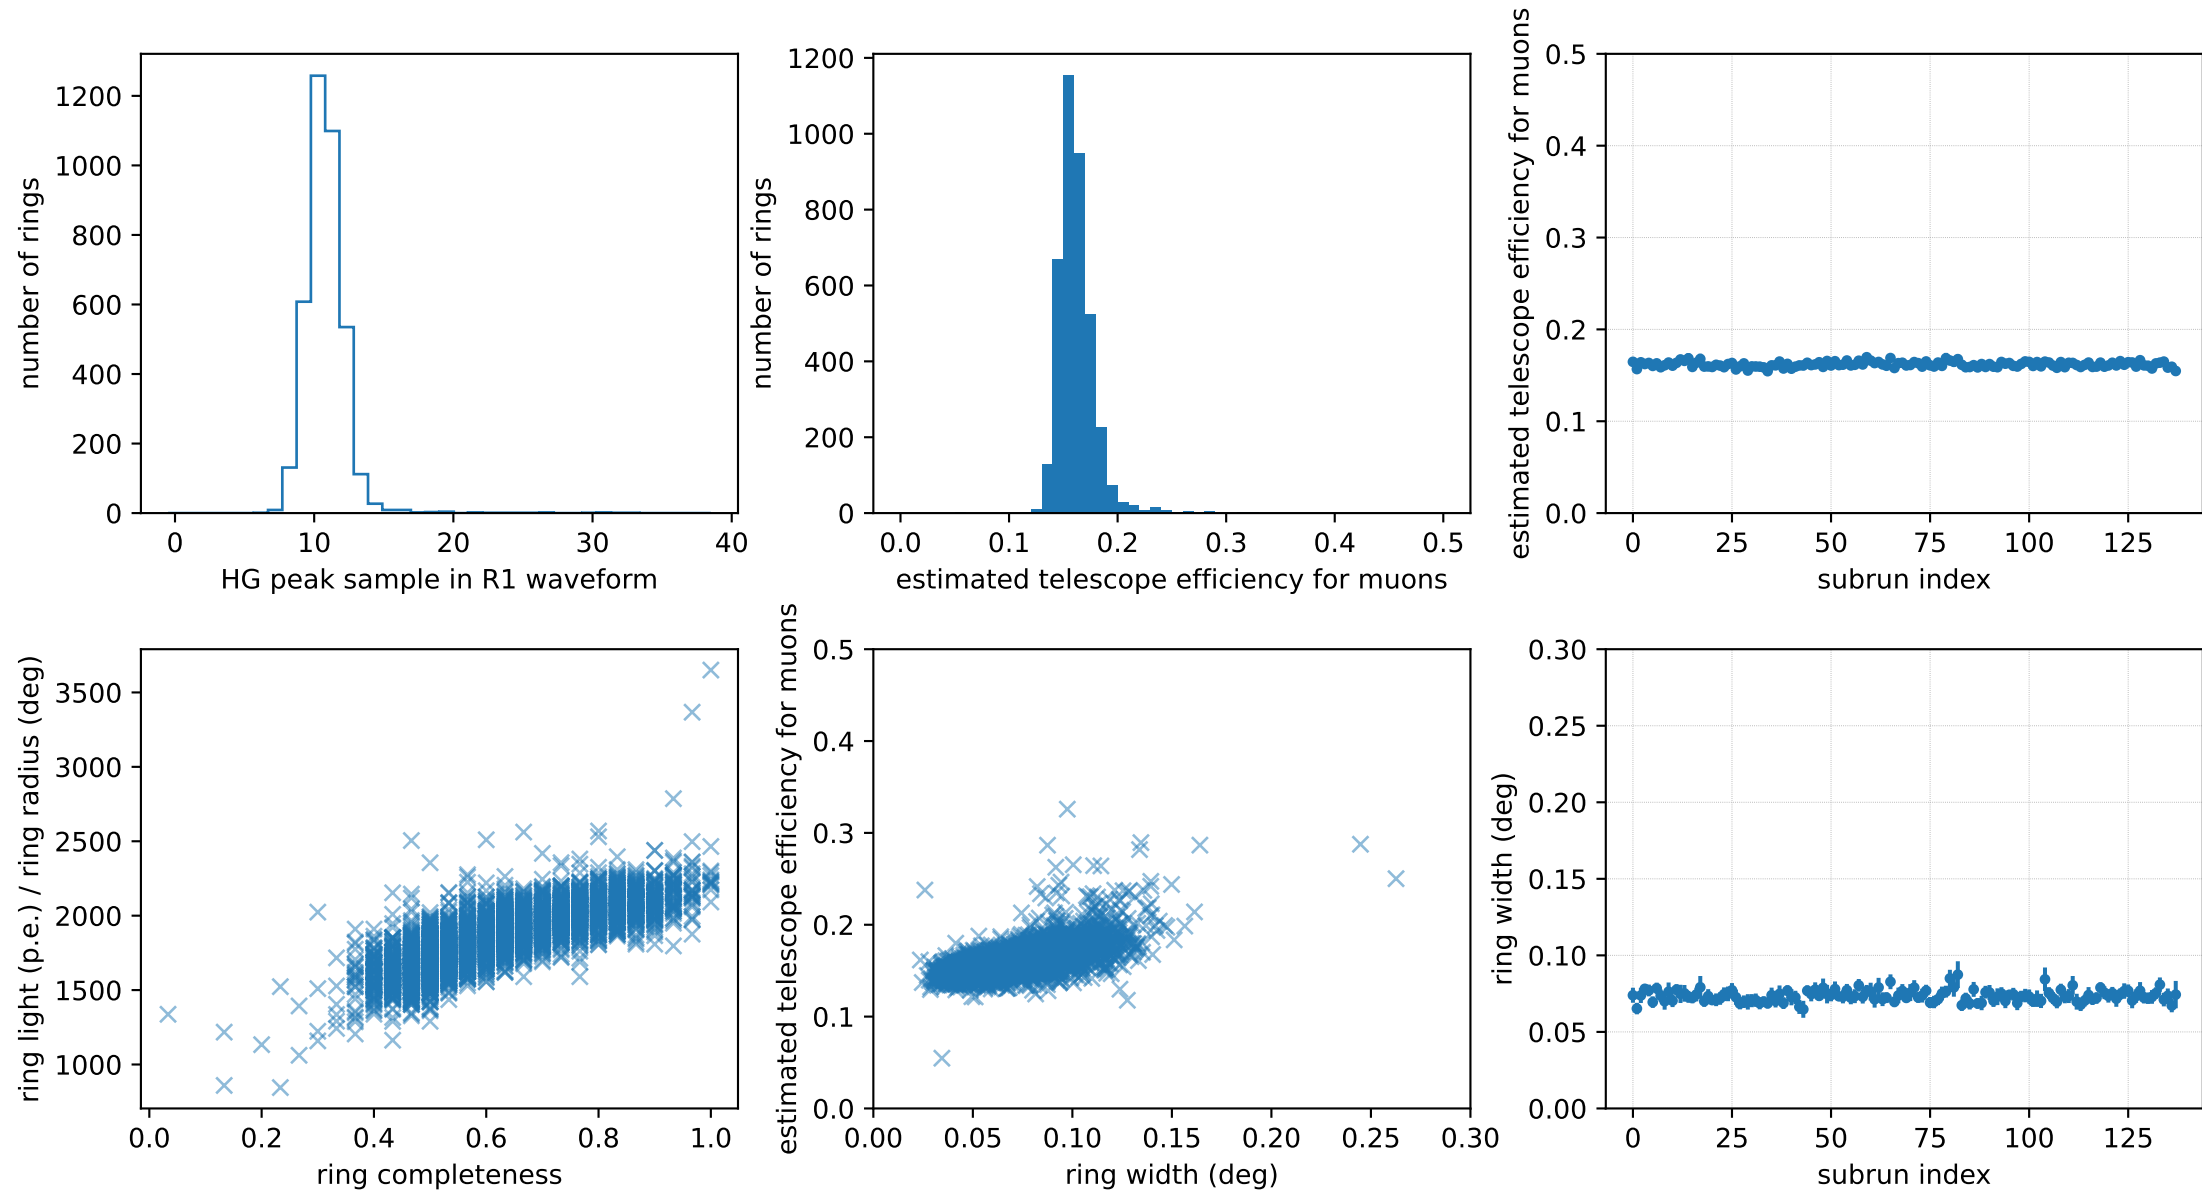 number of rings
1200
1000
800
600
400
200
0
0 10 20 30 40
HG peak sample in R1 waveform
number of rings
1200
1000
800
600
400
200
0
0.0 0.1 0.2 0.3 0.4 0.5
estimated telescope efficiency for muons
estimated telescope efficiency for muons
0.5
0.4
0.3
0.2
0.1
0.0
0 25 50 75 100 125
subrun index
ring light (p.e.) / ring radius (deg)
3500
3000
2500
2000
1500
1000
0.0 0.2 0.4 0.6 0.8 1.0
ring completeness
estimated telescope efficiency for muons
0.5
0.4
0.3
0.2
0.1
0.0
0.00 0.05 0.10 0.15 0.20 0.25 0.30
ring width (deg)
ring width (deg)
0.30
0.25
0.20
0.15
0.10
0.05
0.00
0 25 50 75 100 125
subrun index